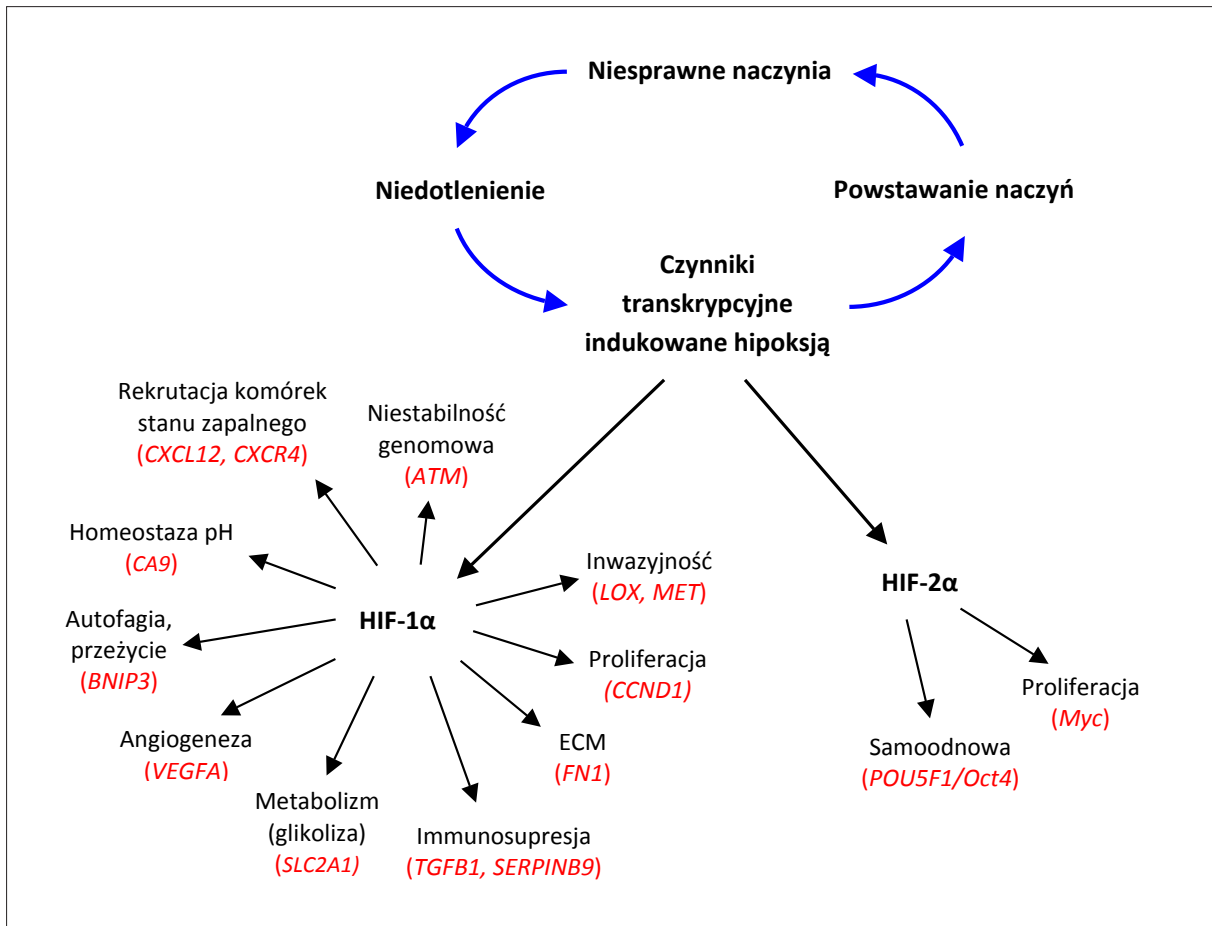 Niesprawne naczynia
Niedotlenienie
Powstawanie naczyń
Czynniki
transkrypcyjne
indukowane hipoksją
Rekrutacja komórek
stanu zapalnego
(CXCL12, CXCR4)
Niestabilność
genomowa
(ATM)
Homeostaza pH
(CA9)
Autofagia,
przeżycie
(BNIP3)
Angiogeneza
(VEGFA)
Metabolizm
(glikoliza)
(SLC2A1)
Immunosupresja
(TGFB1, SERPINB9)
ECM
(FN1)
Proliferacja
(CCND1)
Inwazyjność
(LOX, MET)
HIF-1α
HIF-2α
Proliferacja
(Myc)
Samoodnowa
(POU5F1/Oct4)